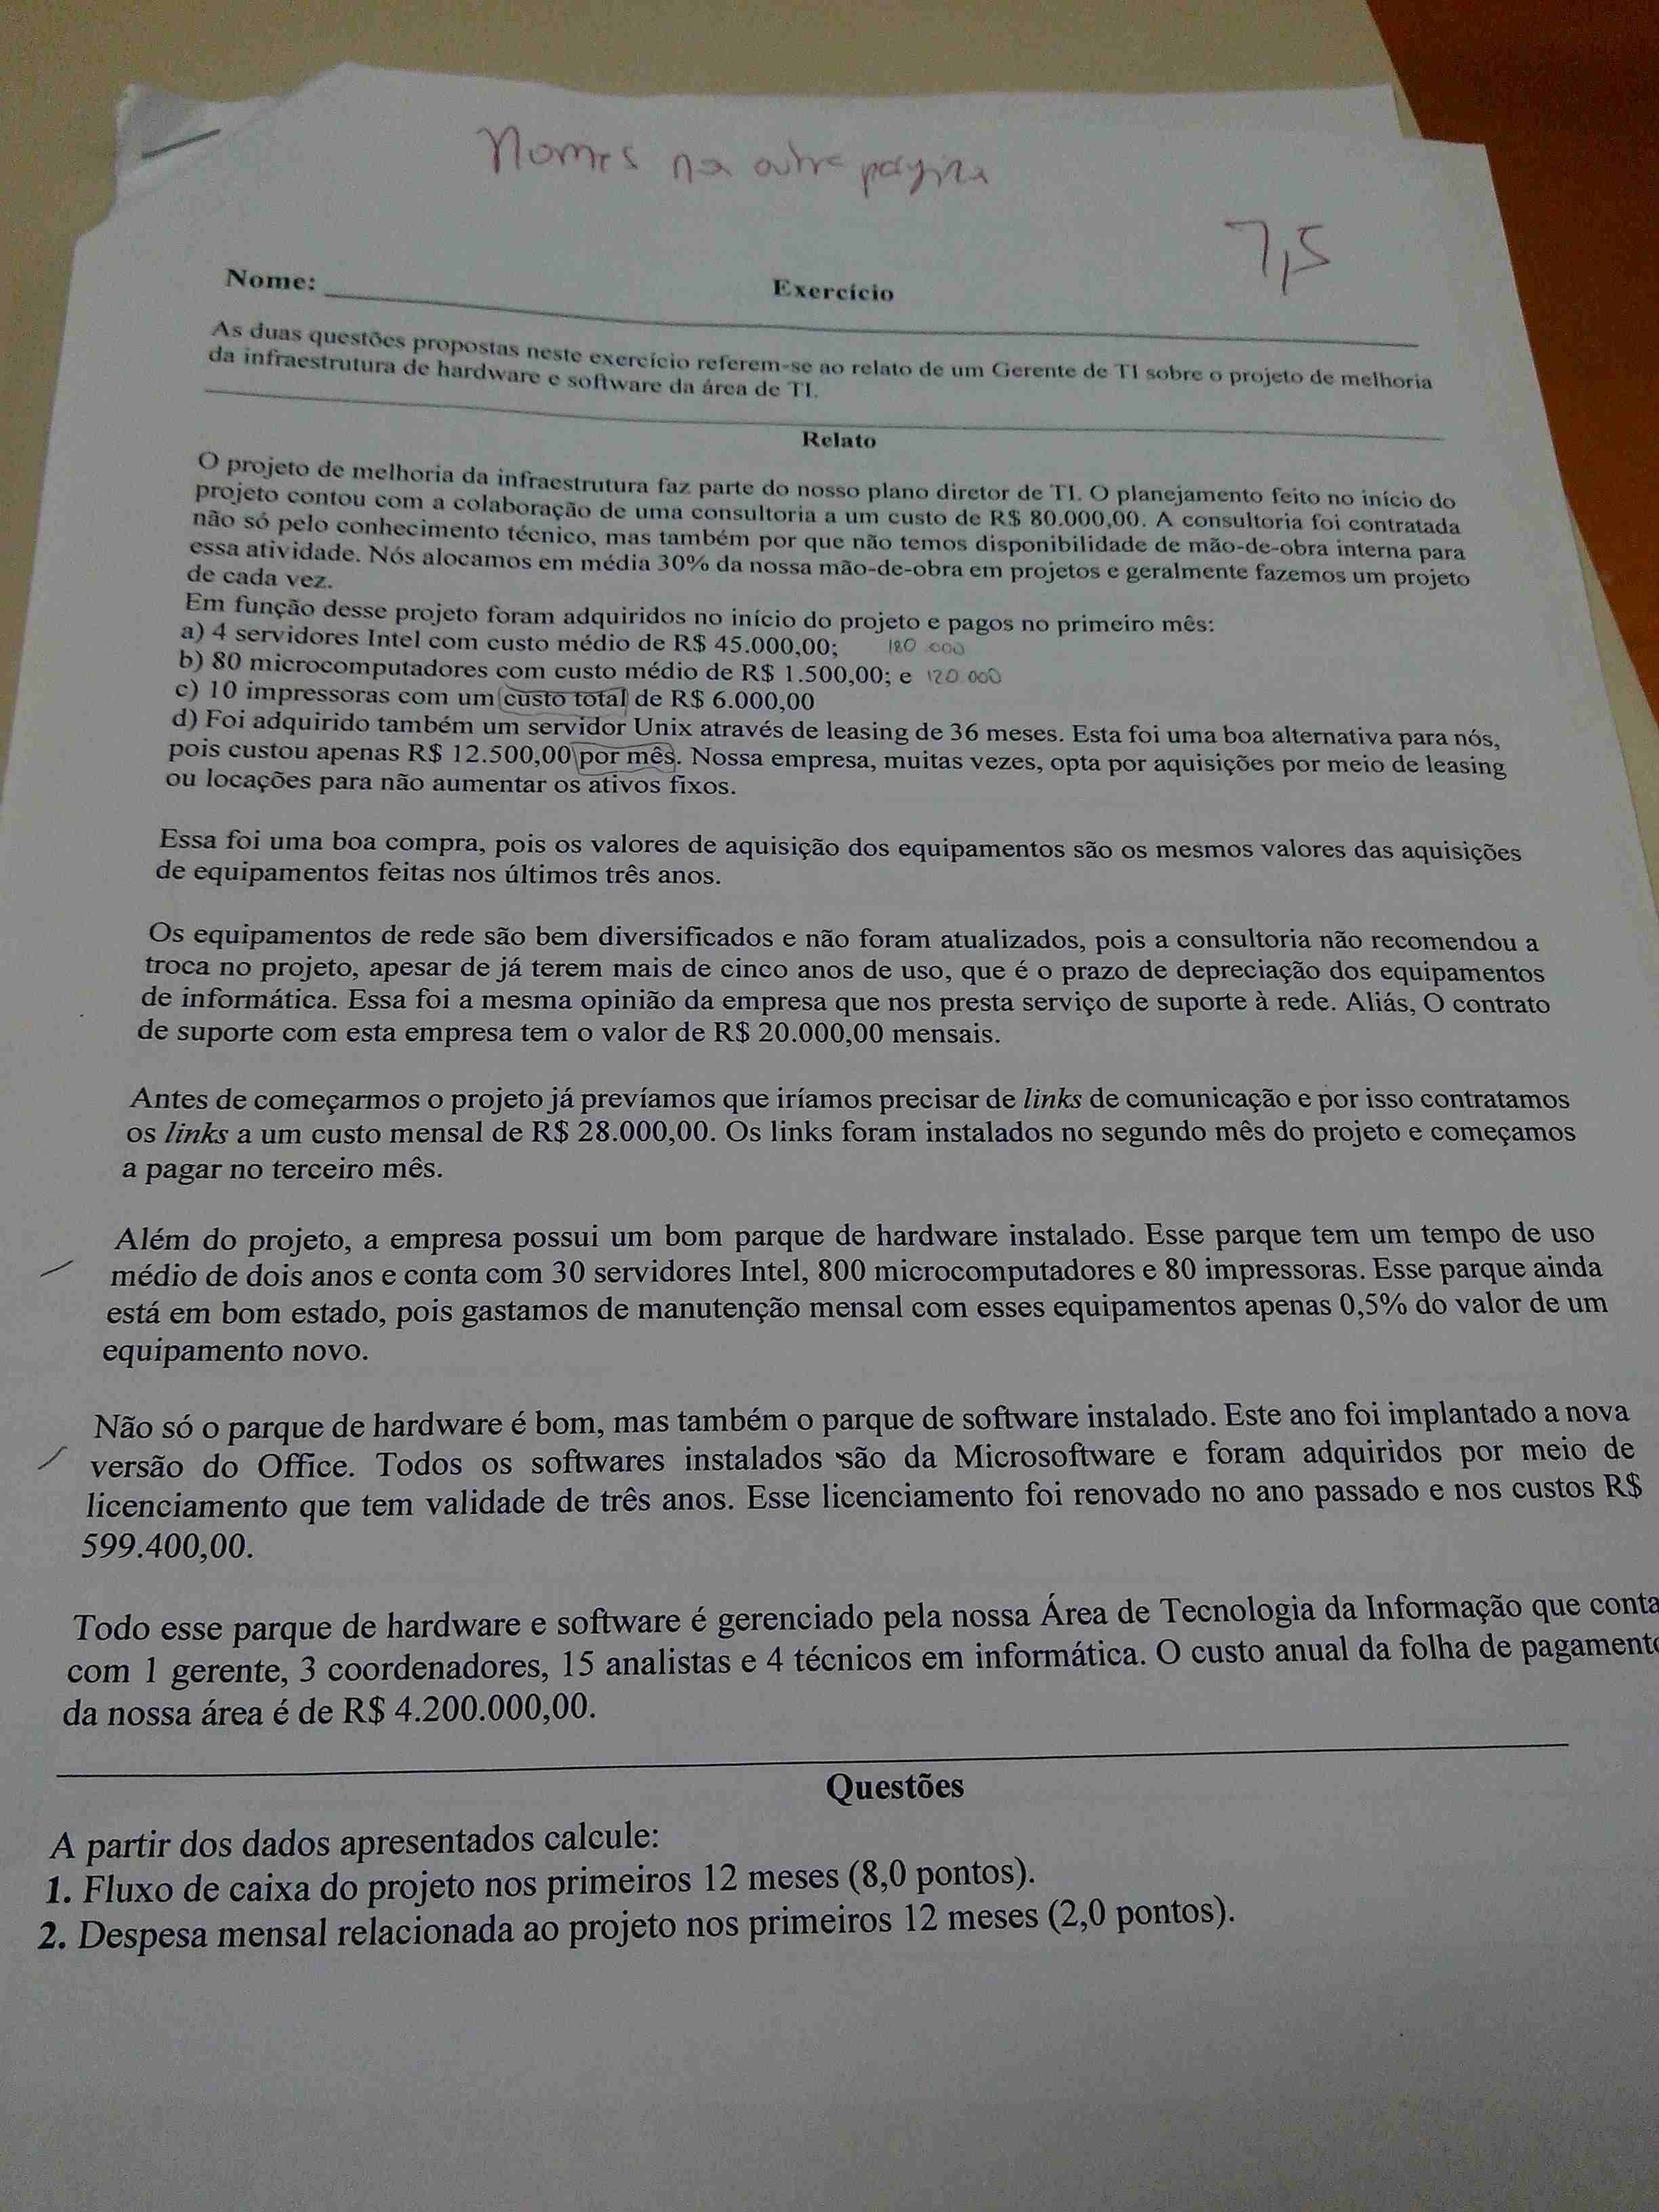 Nomes na outra página
7,5
Nome:
Exercício
As duas questões propostas neste exercício referem-se ao relato de um Gerente de TI sobre o projeto de melhoria
da infraestrutura de hardware e software da área de TI.
Relato
O projeto de melhoria da infraestrutura faz parte do nosso plano diretor de TI. O planejamento feito no início do
projeto contou com a colaboração de uma consultoria a um custo de R$ 80.000,00. A consultoria foi contratada
não só pelo conhecimento técnico, mas também por que não temos disponibilidade de mão-de-obra interna para
essa atividade. Nós alocamos em média 30% da nossa mão-de-obra em projetos e geralmente fazemos um projeto
de cada vez.
Em função desse projeto foram adquiridos no início do projeto e pagos no primeiro mês:
a) 4 servidores Intel com custo médio de R$ 45.000,00; 180.000
b) 80 microcomputadores com custo médio de R$ 1.500,00; e 120.000
c) 10 impressoras com um custo total de R$ 6.000,00
d) Foi adquirido também um servidor Unix através de leasing de 36 meses. Esta foi uma boa alternativa para nós,
pois custou apenas R$ 12.500,00 por mês. Nossa empresa, muitas vezes, opta por aquisições por meio de leasing
ou locações para não aumentar os ativos fixos.
Essa foi uma boa compra, pois os valores de aquisição dos equipamentos são os mesmos valores das aquisições
de equipamentos feitas nos últimos três anos.
Os equipamentos de rede são bem diversificados e não foram atualizados, pois a consultoria não recomendou a
troca no projeto, apesar de já terem mais de cinco anos de uso, que é o prazo de depreciação dos equipamentos
de informática. Essa foi a mesma opinião da empresa que nos presta serviço de suporte à rede. Aliás, O contrato
de suporte com esta empresa tem o valor de R$ 20.000,00 mensais.
Antes de começarmos o projeto já prevíamos que iríamos precisar de links de comunicação e por isso contratamos
os links a um custo mensal de R$ 28.000,00. Os links foram instalados no segundo mês do projeto e começamos
a pagar no terceiro mês.
Além do projeto, a empresa possui um bom parque de hardware instalado. Esse parque tem um tempo de uso
médio de dois anos e conta com 30 servidores Intel, 800 microcomputadores e 80 impressoras. Esse parque ainda
está em bom estado, pois gastamos de manutenção mensal com esses equipamentos apenas 0,5% do valor de um
equipamento novo.
Não só o parque de hardware é bom, mas também o parque de software instalado. Este ano foi implantado a nova
versão do Office. Todos os softwares instalados são da Microsoftware e foram adquiridos por meio de
licenciamento que tem validade de três anos. Esse licenciamento foi renovado no ano passado e nos custos R$
599.400,00.
Todo esse parque de hardware e software é gerenciado pela nossa Área de Tecnologia da Informação que conta
com 1 gerente, 3 coordenadores, 15 analistas e 4 técnicos em informática. O custo anual da folha de pagamento
da nossa área é de R$ 4.200.000,00.
Questões
A partir dos dados apresentados calcule:
1. Fluxo de caixa do projeto nos primeiros 12 meses (8,0 pontos).
2. Despesa mensal relacionada ao projeto nos primeiros 12 meses (2,0 pontos).